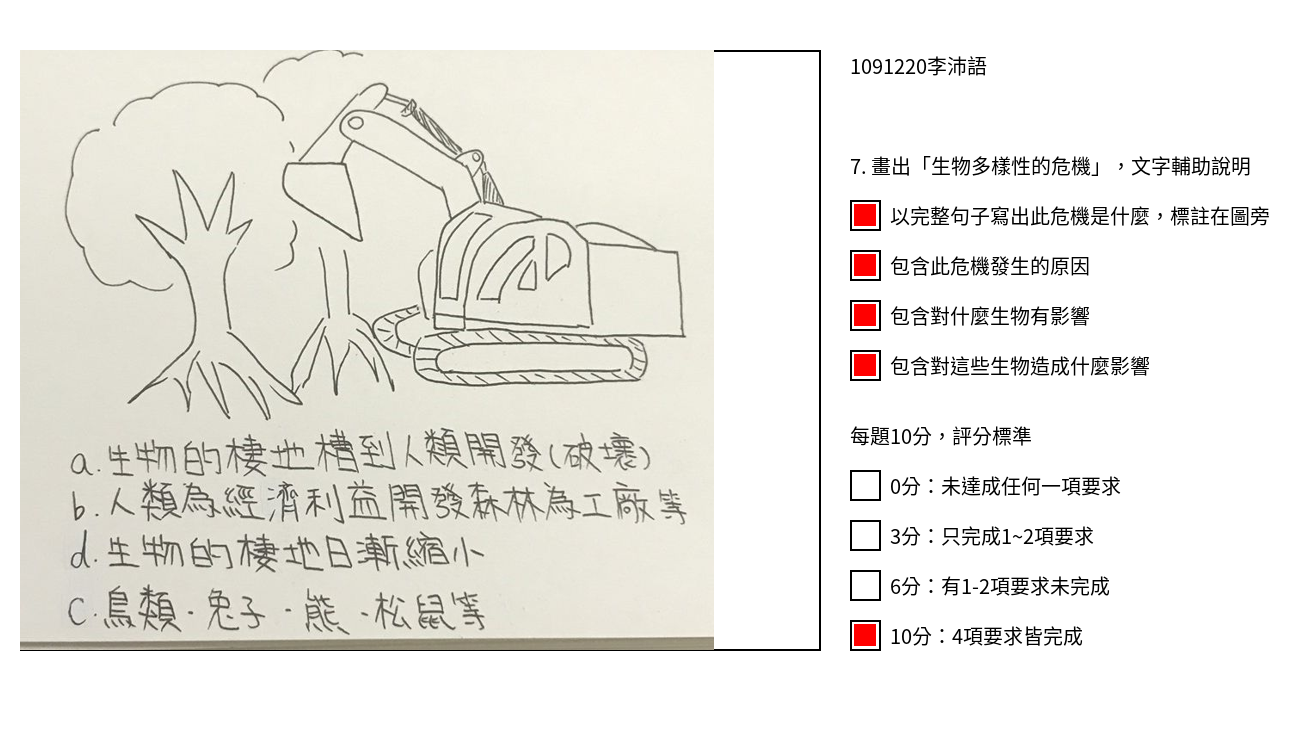 a. 生物的棲地槽到人類開發(破壞)
b. 人類為經濟利益開發森林為工廠等
d. 生物的棲地日漸縮小
c. 鳥類．兔子．熊．松鼠等
1091220李沛語
7. 畫出「生物多樣性的危機」，文字輔助說明
以完整句子寫出此危機是什麼，標註在圖旁
包含此危機發生的原因
包含對什麼生物有影響
包含對這些生物造成什麼影響
每題10分，評分標準
0分：未達成任何一項要求
3分：只完成1~2項要求
6分：有1-2項要求未完成
10分：4項要求皆完成